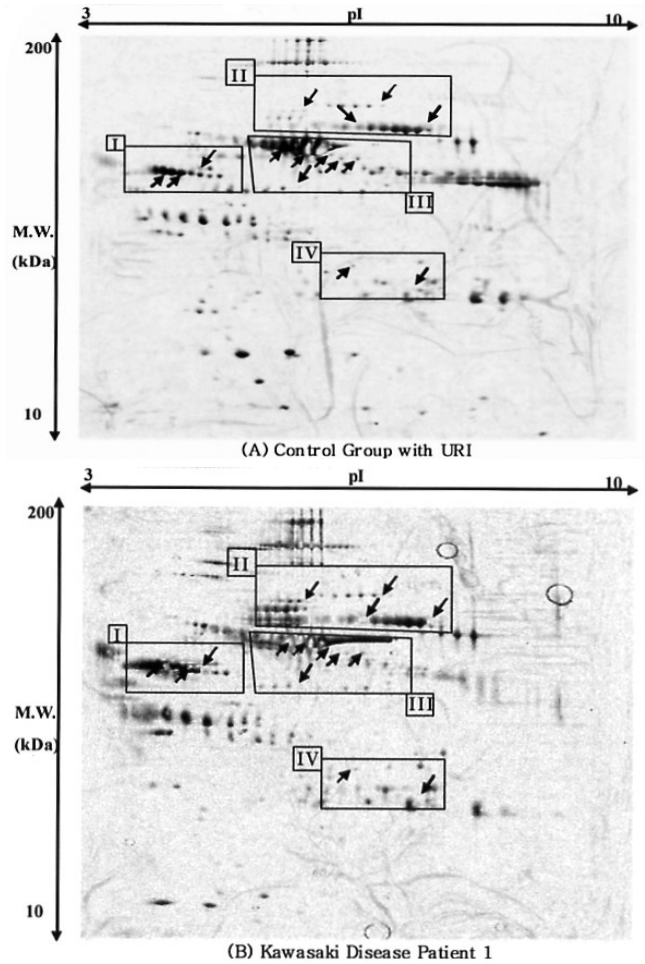 3 pI 10
200
II
I
III
M.W.
(kDa)
IV
10
(A) Control Group with URI
3 pI 10
200
II
I
III
M.W.
(kDa)
IV
10
(B) Kawasaki Disease Patient 1